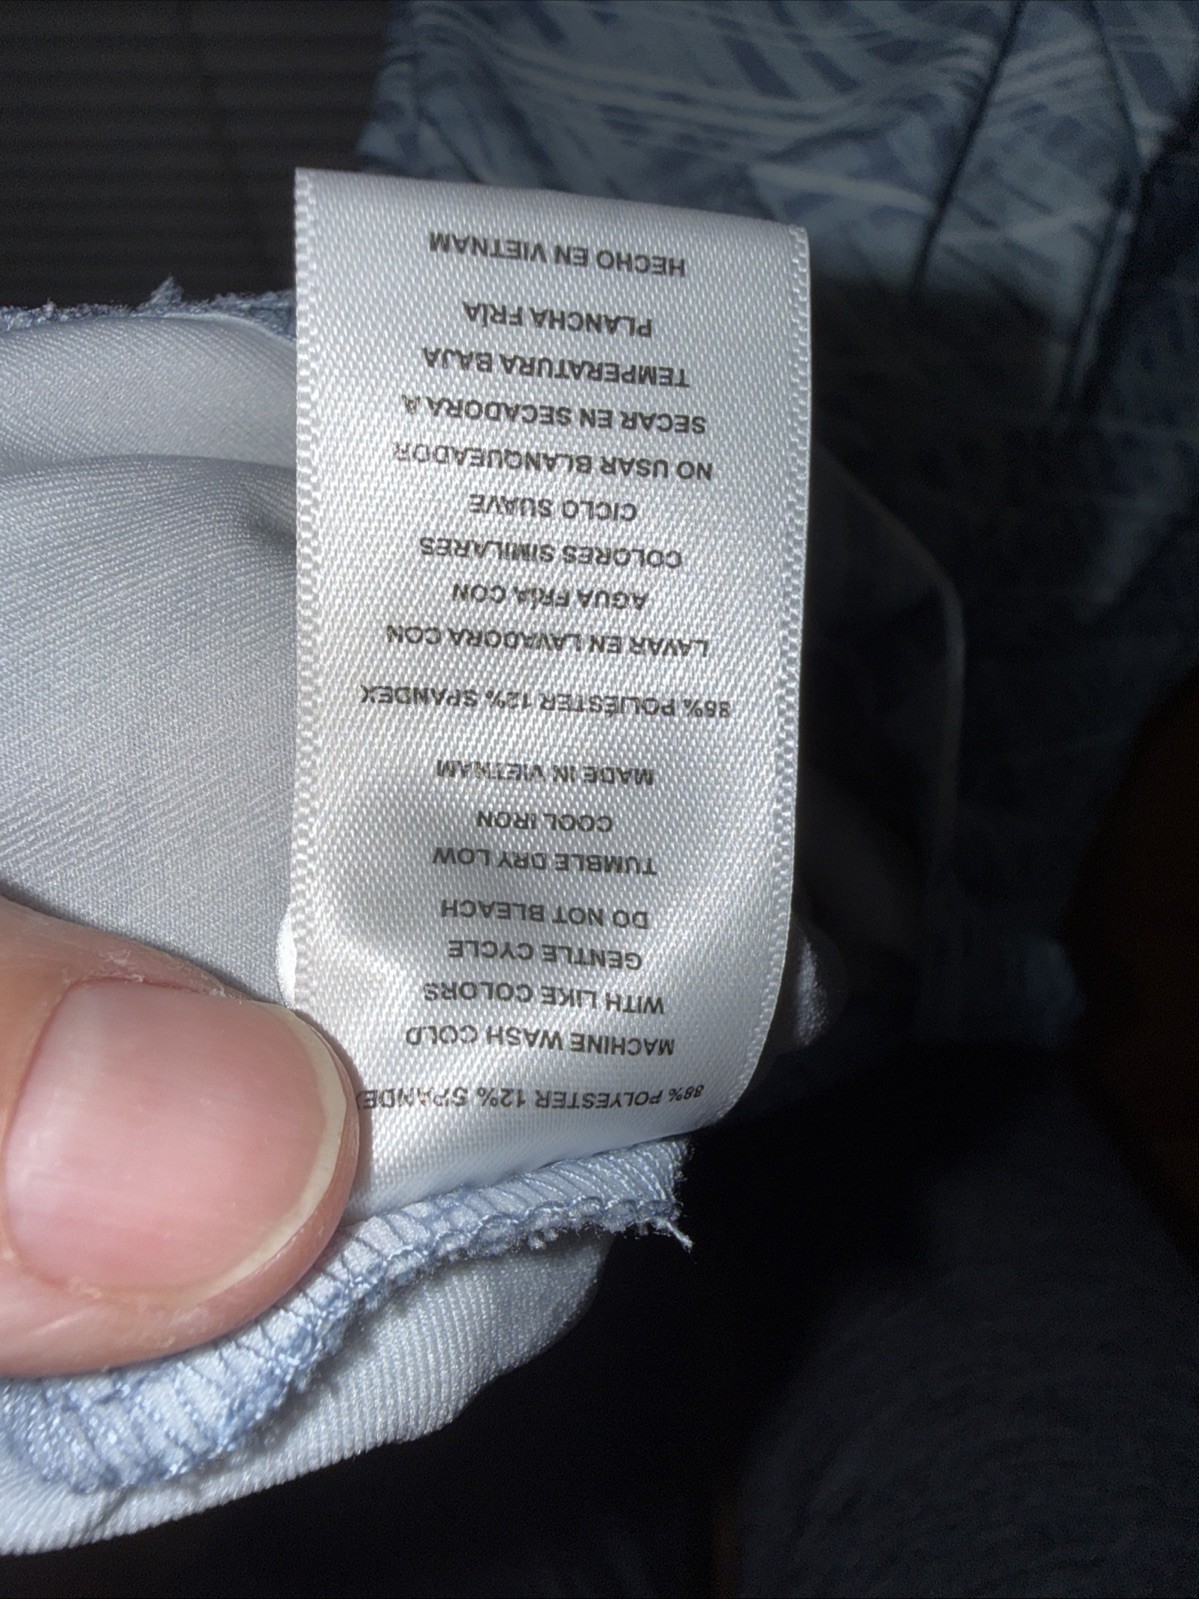 88% POLYESTER 12% SPANDEX
MACHINE WASH COLD
WITH LIKE COLORS
GENTLE CYCLE
DO NOT BLEACH
TUMBLE DRY LOW
COOL IRON
MADE IN VIETNAM
88% POLIÉSTER 12% SPANDEX
LAVAR EN LAVADORA CON
AGUA FRÍA CON
COLORES SIMILARES
CICLO SUAVE
NO USAR BLANQUEADOR
SECAR EN SECADORA A
TEMPERATURA BAJA
PLANCHA FRÍA
HECHO EN VIETNAM